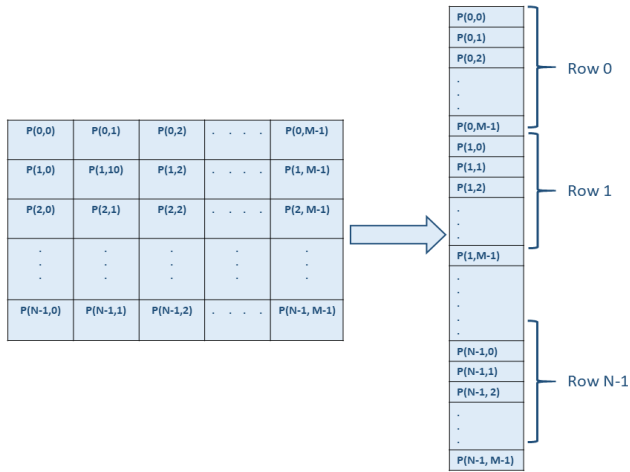 P(0,0) P(0,1) P(0,2) . . . . P(0,M-1)
P(1,0) P(1,10) P(1,2) . . . . P(1, M-1)
P(2,0) P(2,1) P(2,2) . . . . P(2, M-1)
. . . . .
. . . . .
. . . . .
P(N-1,0) P(N-1,1) P(N-1,2) . . . . P(N-1, M-1)
P(0,0)
P(0,1)
P(0,2)
.
.
.
P(0,M-1)
Row 0
P(1,0)
P(1,1)
P(1,2)
.
.
.
P(1,M-1)
Row 1
.
.
.
.
P(N-1,0)
P(N-1,1)
P(N-1, 2)
.
.
.
P(N-1, M-1)
Row N-1